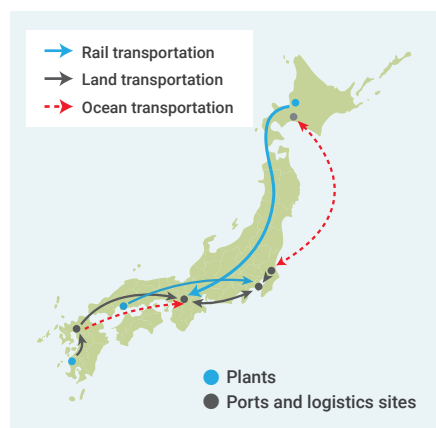 Rail transportation
Land transportation
Ocean transportation
Plants
Ports and logistics sites